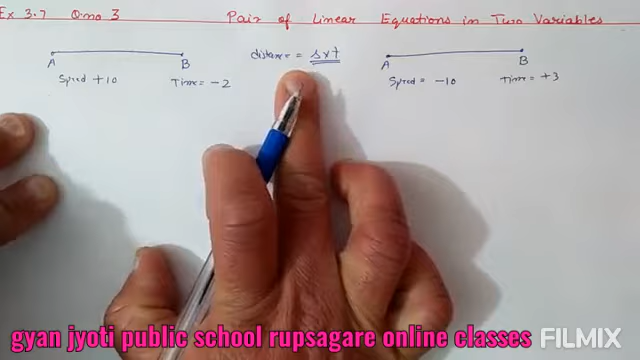 Ex 3.7 Q.no 3 Pair of Linear Equations in Two Variables
A B distance = s x t A B
Speed +10 Time = -2 Speed = -10 Time = +3
gyan jyoti public school rupsagare online classes FILMIX